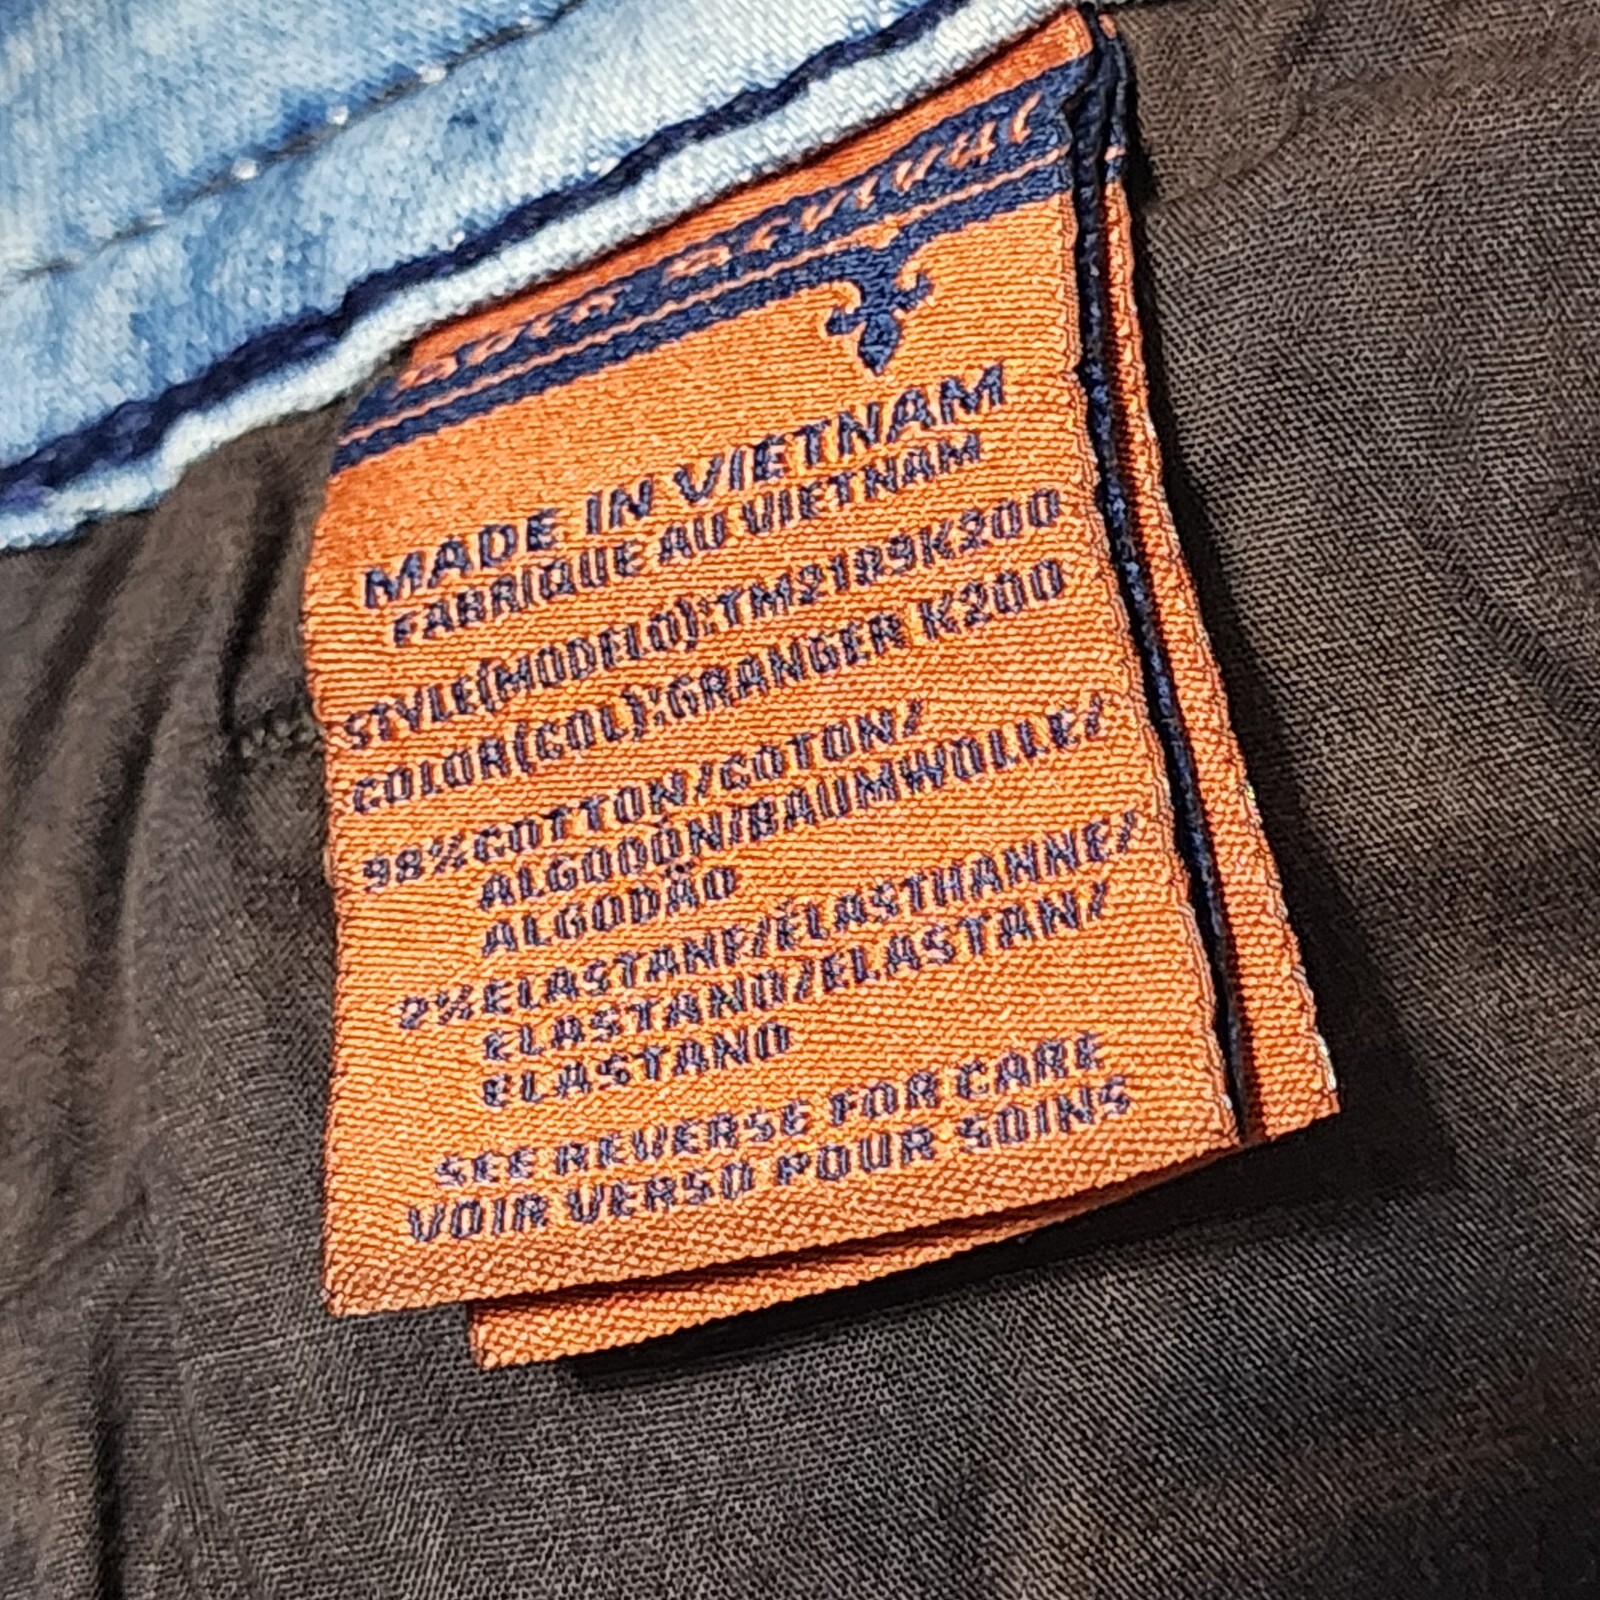 MADE IN VIETNAM
FABRIQUE AU VIETNAM
STYLE(MODELO):TM2189K200
COLOR(COL):GRANGER K200
98%COTTON/COTON/
ALGODÓN/BAUMWOLLE/
ALGODÃO
2%ELASTANE/ÉLASTHANNE/
ELASTANO/ELASTAN/
ELASTANO
SEE REVERSE FOR CARE
VOIR VERSO POUR SOINS